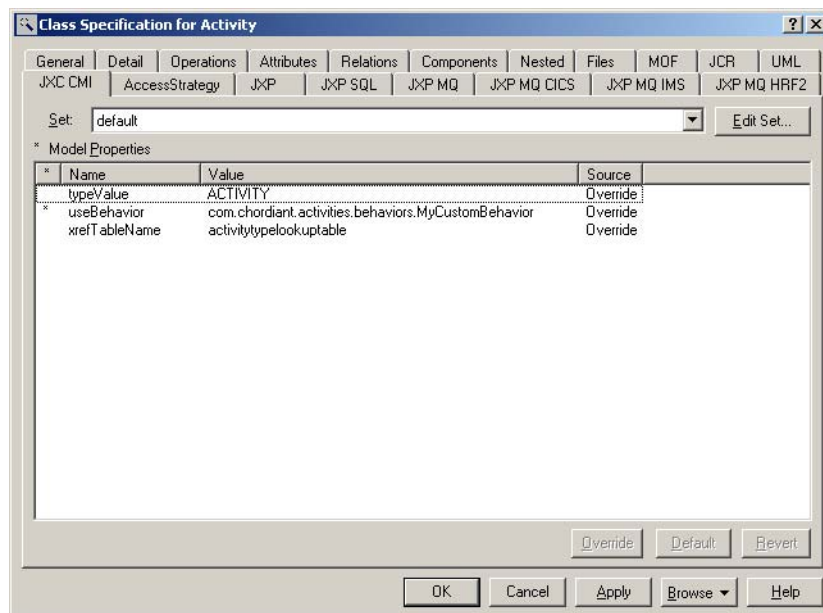 Class Specification for Activity
General Detail Operations Attributes Relations Components Nested Files MOF JCR UML
JXC CMI AccessStrategy JXP JXP SQL JXP MQ JXP MQ CICS JXP MQ IMS JXP MQ HRF2
Set: default Edit Set...
* Model Properties
* Name Value Source
typeValue ACTIVITY Override
* useBehavior com.chordiant.activities.behaviors.MyCustomBehavior Override
xrefTableName activitytypelookuptable Override
Override Default Revert
OK Cancel Apply Browse Help